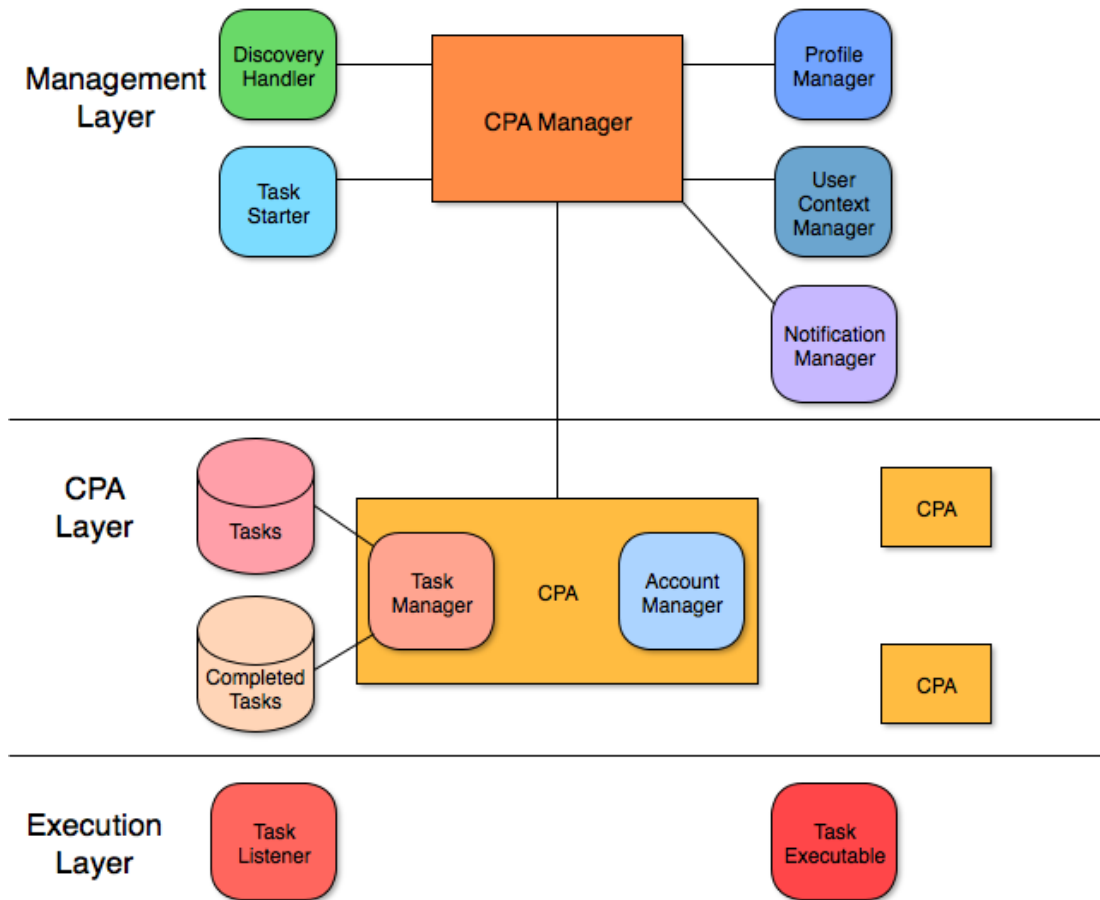 Management
Layer
Discovery
Handler
CPA Manager
Profile
Manager
Task
Starter
User
Context
Manager
Notification
Manager
CPA
Layer
Tasks
Completed
Tasks
Task
Manager
CPA
Account
Manager
CPA
CPA
Execution
Layer
Task
Listener
Task
Executable